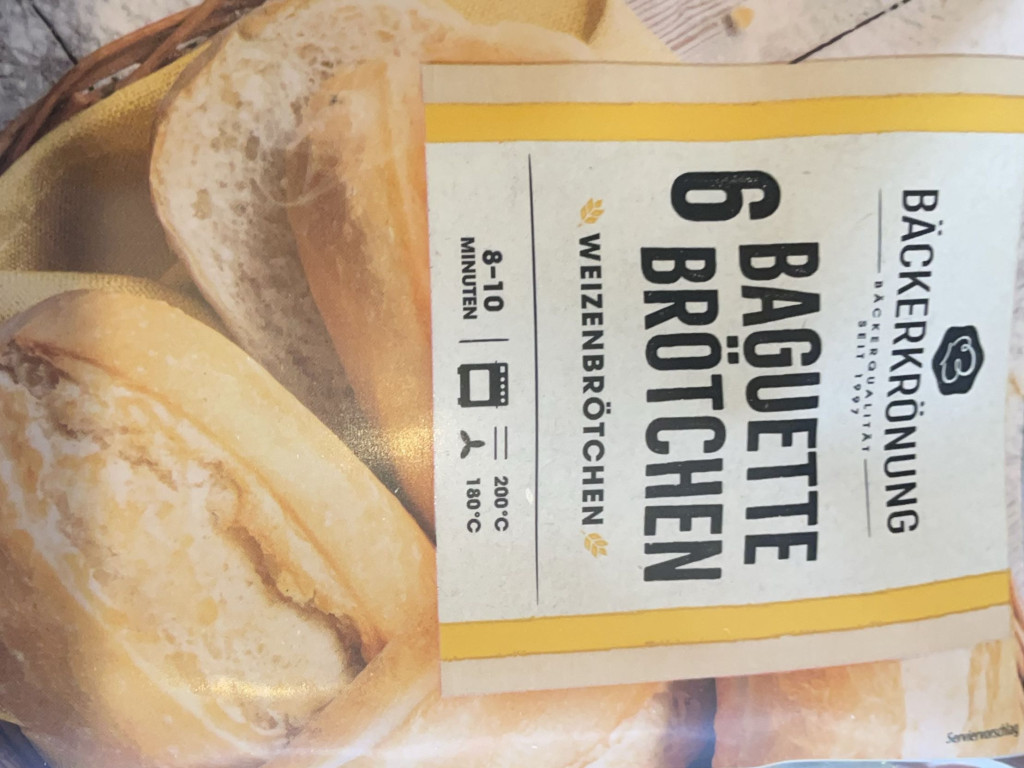 BÄCKERKRÖNUNG
BÄCKERQUALITÄT
SEIT 1997
6 BAGUETTE
BRÖTCHEN
WEIZENBRÖTCHEN
8-10
MINUTEN
200°C
180°C
Serviervorschlag